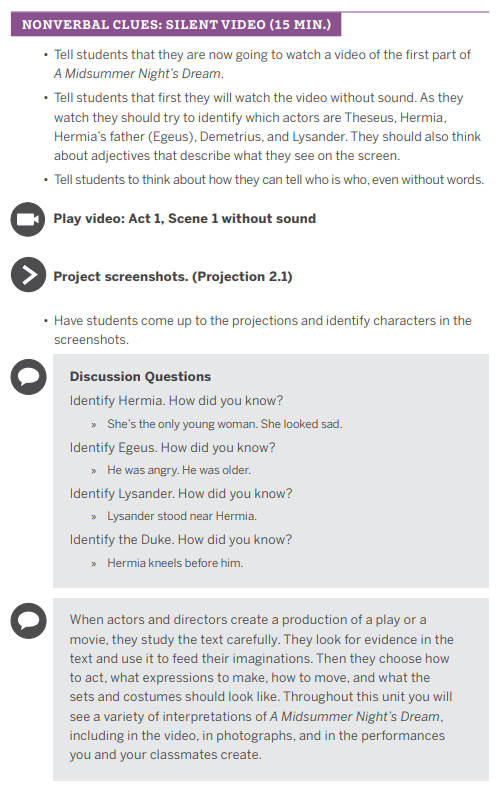 NONVERBAL CLUES: SILENT VIDEO (15 MIN.)
• Tell students that they are now going to watch a video of the first part of
A Midsummer Night's Dream.
• Tell students that first they will watch the video without sound. As they
watch they should try to identify which actors are Theseus, Hermia,
Hermia's father (Egeus), Demetrius, and Lysander. They should also think
about adjectives that describe what they see on the screen.
• Tell students to think about how they can tell who is who, even without words.
Play video: Act 1, Scene 1 without sound
Project screenshots. (Projection 2.1)
• Have students come up to the projections and identify characters in the
screenshots.
Discussion Questions
Identify Hermia. How did you know?
» She's the only young woman. She looked sad.
Identify Egeus. How did you know?
» He was angry. He was older.
Identify Lysander. How did you know?
» Lysander stood near Hermia.
Identify the Duke. How did you know?
» Hermia kneels before him.
When actors and directors create a production of a play or a
movie, they study the text carefully. They look for evidence in the
text and use it to feed their imaginations. Then they choose how
to act, what expressions to make, how to move, and what the
sets and costumes should look like. Throughout this unit you will
see a variety of interpretations of A Midsummer Night's Dream,
including in the video, in photographs, and in the performances
you and your classmates create.